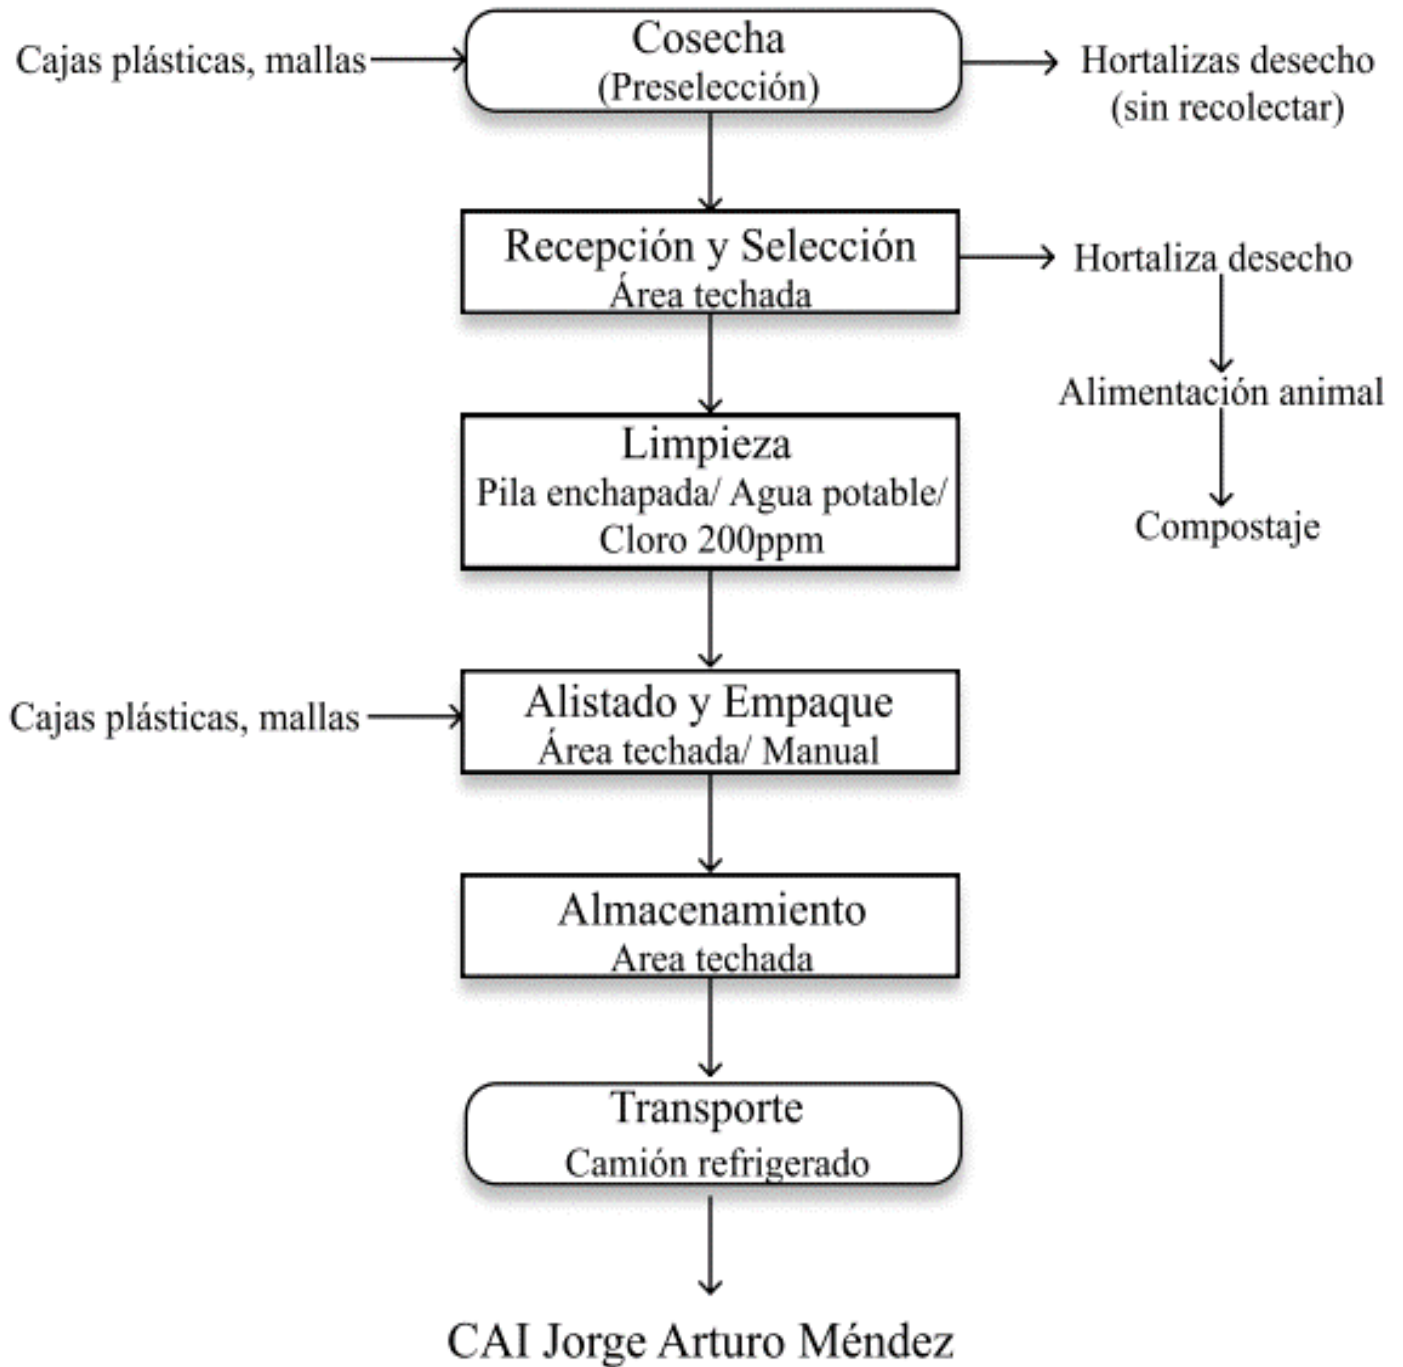 Cajas plásticas, mallas
Cosecha
(Preselección)
Hortalizas desecho
(sin recolectar)
Recepción y Selección
Área techada
Hortaliza desecho
Alimentación animal
Compostaje
Limpieza
Pila enchapada/ Agua potable/
Cloro 200ppm
Cajas plásticas, mallas
Alistado y Empaque
Área techada/ Manual
Almacenamiento
Area techada
Transporte
Camión refrigerado
CAI Jorge Arturo Méndez